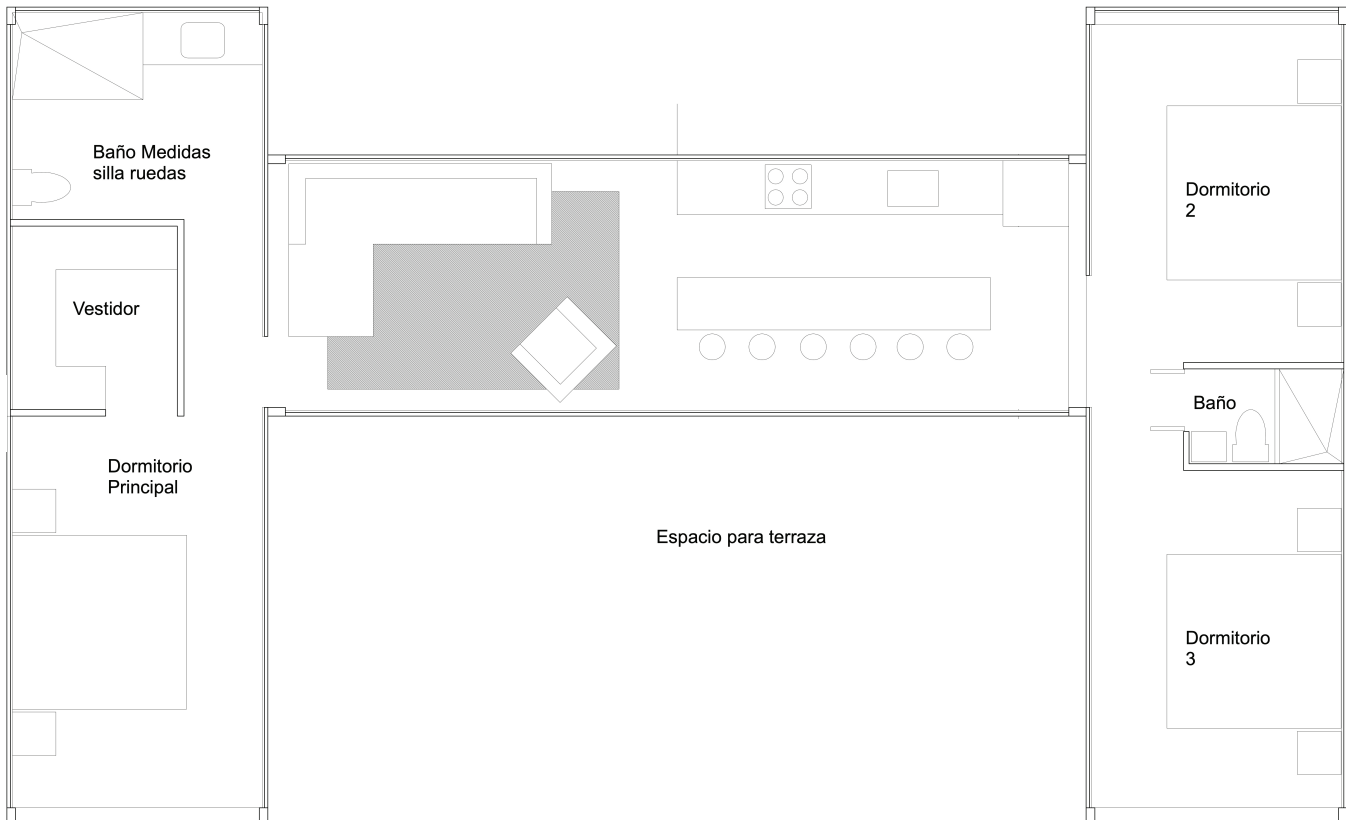 Baño Medidas
silla ruedas
Dormitorio
2
Vestidor
Baño
Dormitorio
Principal
Espacio para terraza
Dormitorio
3